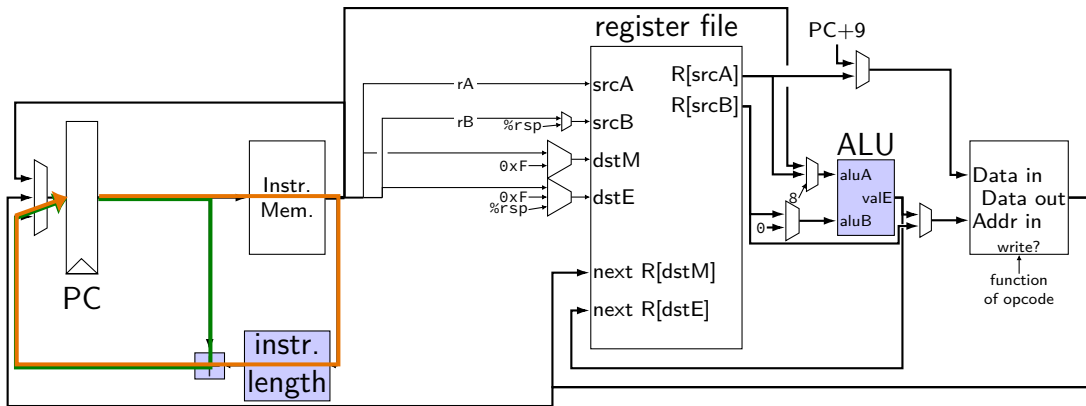 register file
PC+9
srcA
R[srcA]
R[srcB]
rA
rB
%rsp
srcB
0xF
dstM
0xF
%rsp
dstE
next R[dstM]
next R[dstE]
ALU
aluA
valE
aluB
8
0
Data in
Data out
Addr in
write?
function
of opcode
Instr.
Mem.
PC
instr.
length